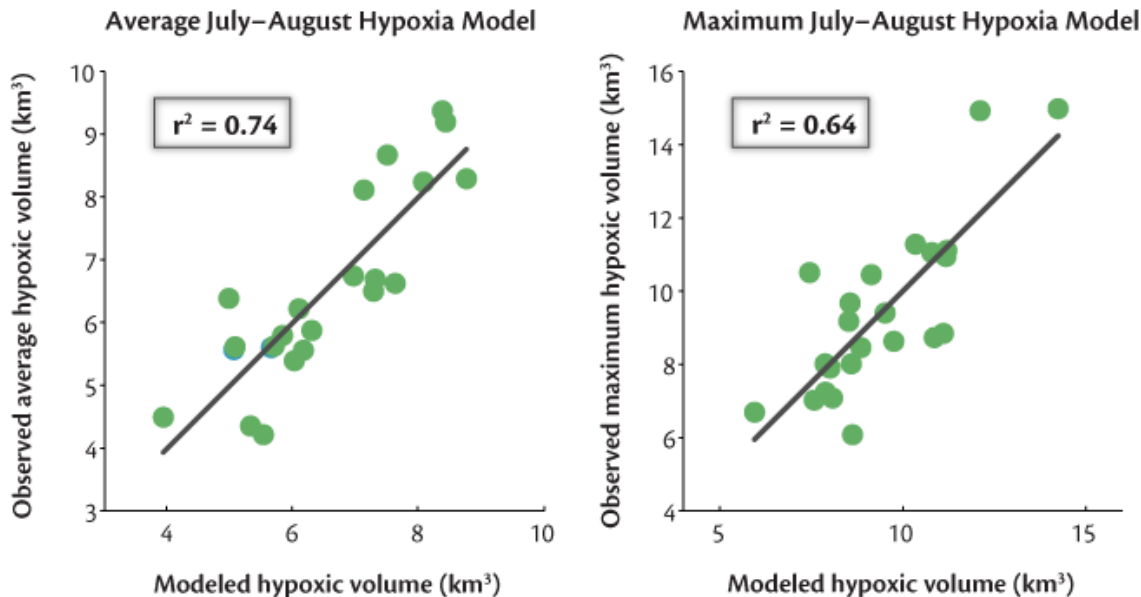 Average July–August Hypoxia Model
Observed average hypoxic volume (km³)
10
9
8
7
6
5
4
3
r² = 0.74
4
6
8
10
Modeled hypoxic volume (km³)
Maximum July–August Hypoxia Model
Observed maximum hypoxic volume (km³)
16
14
12
10
8
6
4
r² = 0.64
5
10
15
Modeled hypoxic volume (km³)